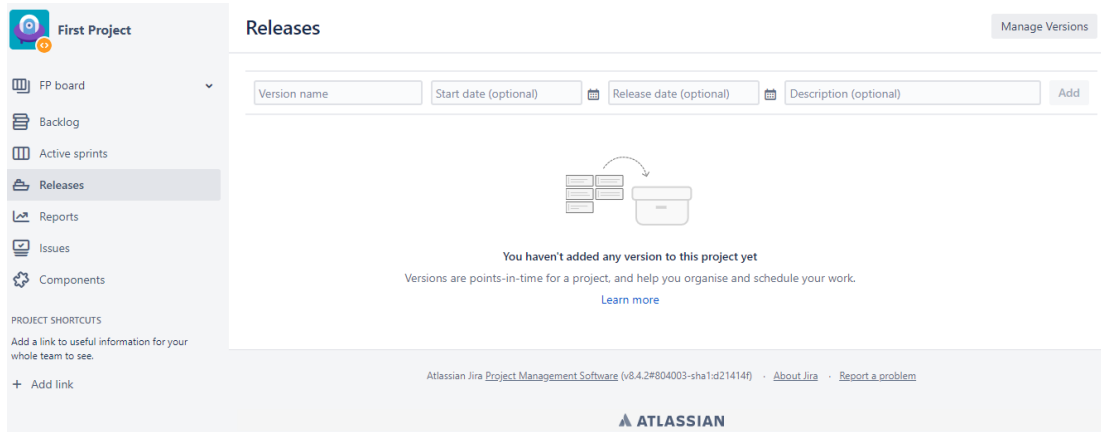 First Project
FP board
Backlog
Active sprints
Releases
Reports
Issues
Components
PROJECT SHORTCUTS
Add a link to useful information for your
whole team to see.
+ Add link
Releases
Manage Versions
Version name
Start date (optional)
Release date (optional)
Description (optional)
Add
You haven't added any version to this project yet
Versions are points-in-time for a project, and help you organise and schedule your work.
Learn more
Atlassian Jira Project Management Software (v8.4.2#804003-sha1:d21414f) · About Jira · Report a problem
ATLASSIAN